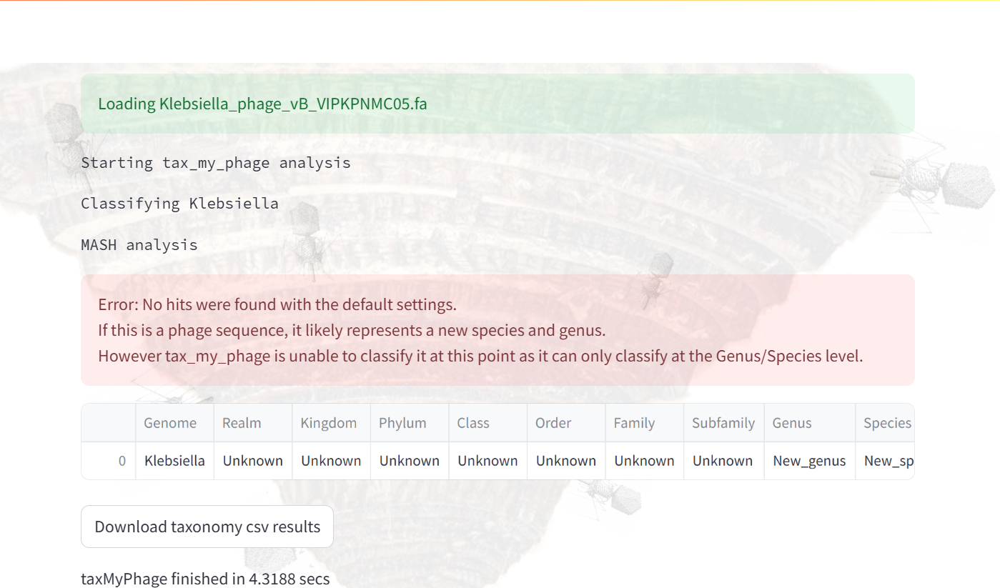 Loading Klebsiella_phage_vB_VIPKPNMC05.fa
Starting tax_my_phage analysis
Classifying Klebsiella
MASH analysis
Error: No hits were found with the default settings.
If this is a phage sequence, it likely represents a new species and genus.
However tax_my_phage is unable to classify it at this point as it can only classify at the Genus/Species level.
Genome Realm Kingdom Phylum Class Order Family Subfamily Genus Species
0 Klebsiella Unknown Unknown Unknown Unknown Unknown Unknown Unknown New_genus New_sp
Download taxonomy csv results
taxMyPhage finished in 4.3188 secs